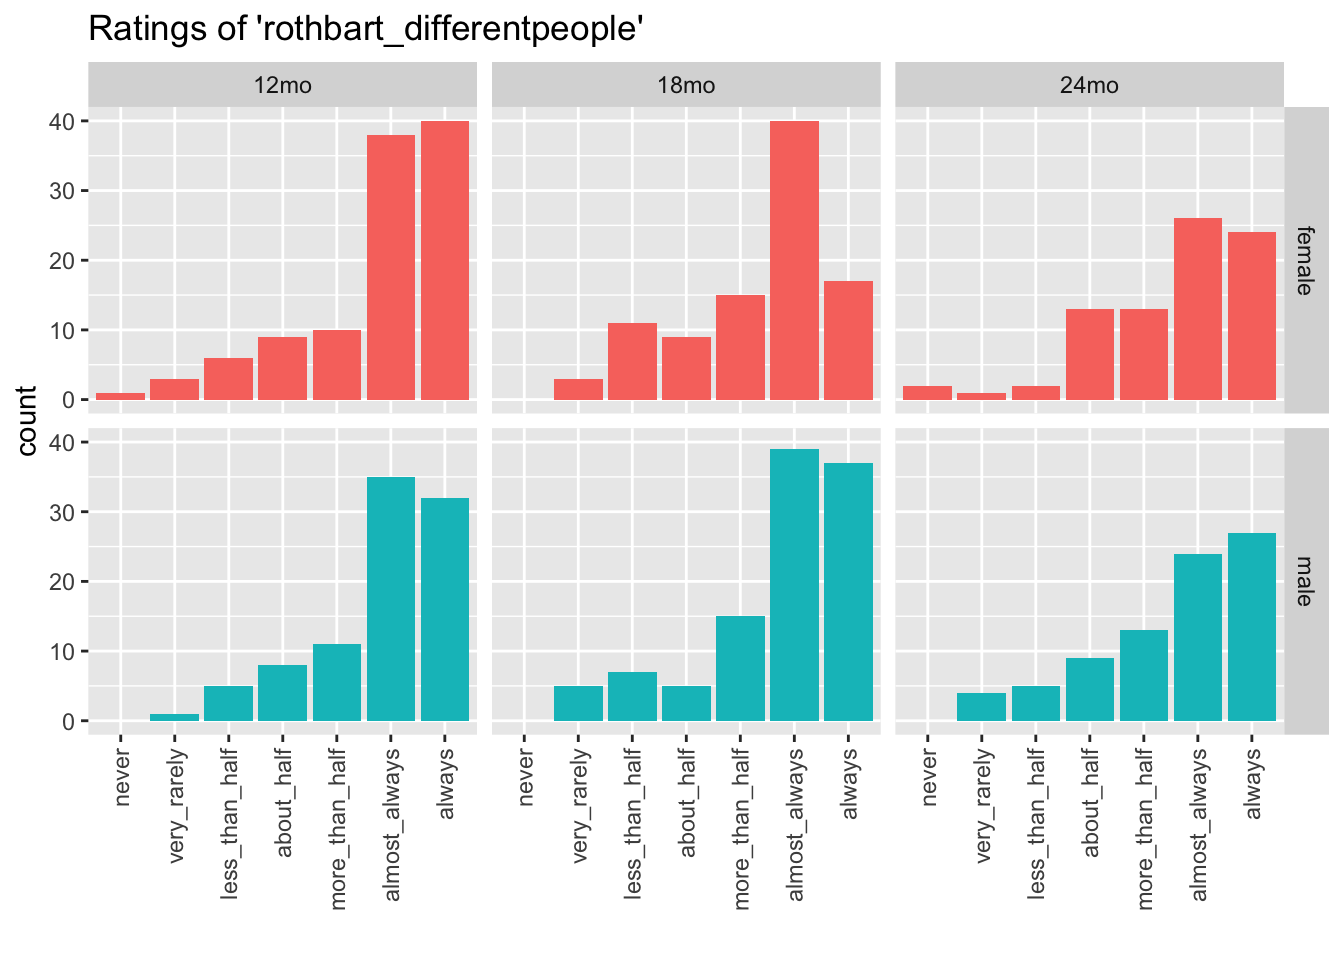 Ratings of 'rothbart_differentpeople'
12mo 18mo 24mo
40
30
20
10
0
female
count
40
30
20
10
0
male
never very_rarely less_than_half about_half more_than_half almost_always always
never very_rarely less_than_half about_half more_than_half almost_always always
never very_rarely less_than_half about_half more_than_half almost_always always